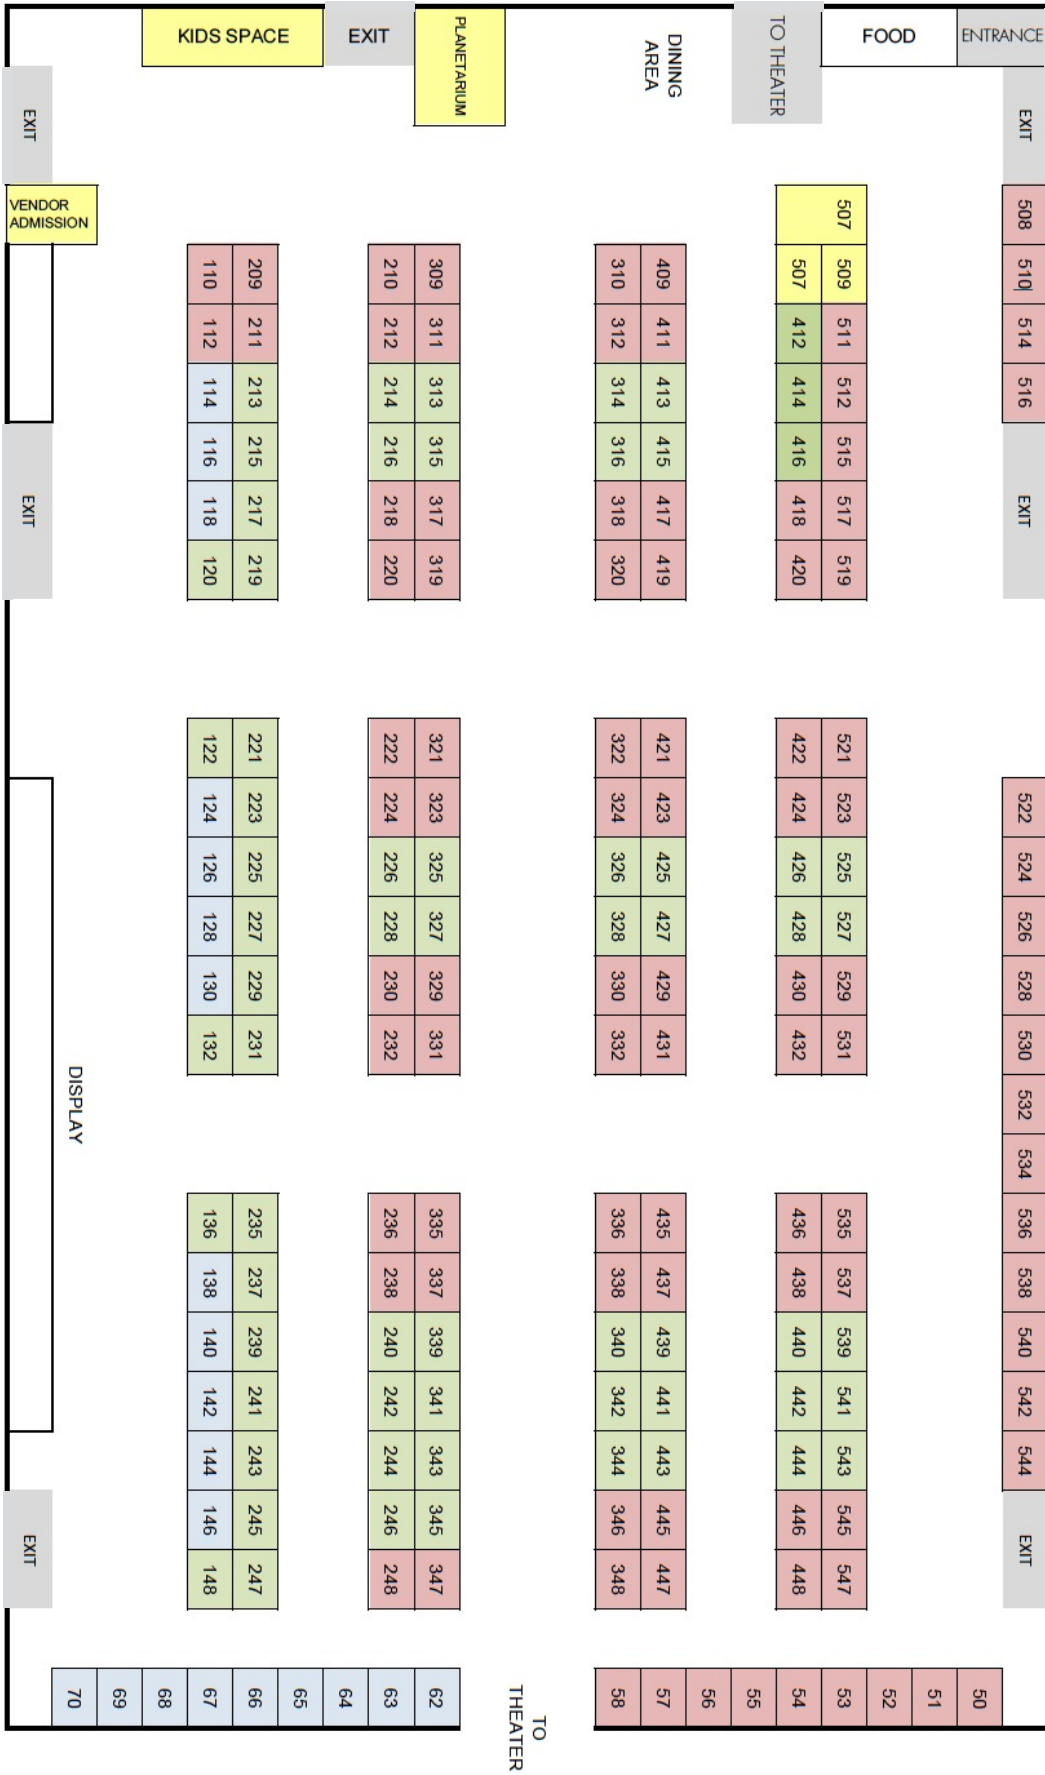 KIDS SPACE
EXIT
PLANETARIUM
DINING
AREA
TO THEATER
FOOD
ENTRANCE
EXIT
EXIT
VENDOR
ADMISSION
507
508
110 209 210 309 310 409 507 509 510
112 211 212 311 312 411 412 511 514
114 213 214 313 314 413 414 512 516
116 215 216 315 316 415 416 515
EXIT
118 217 218 317 318 417 418 517
EXIT
120 219 220 319 320 419 420 519
122 221 222 321 322 421 422 521
124 223 224 323 324 423 424 523 522
126 225 226 325 326 425 426 525 524
128 227 228 327 328 427 428 527 526
130 229 230 329 330 429 430 529 528
132 231 232 331 332 431 432 531 530
DISPLAY
532
534
136 235 236 335 336 435 436 535 536
138 237 238 337 338 437 438 537 538
140 239 240 339 340 439 440 539 540
142 241 242 341 342 441 442 541 542
144 243 244 343 344 443 444 543 544
EXIT
146 245 246 345 346 445 446 545
EXIT
148 247 248 347 348 447 448 547
70 69 68 67 66 65 64 63 62
TO
THEATER
58 57 56 55 54 53 52 51 50